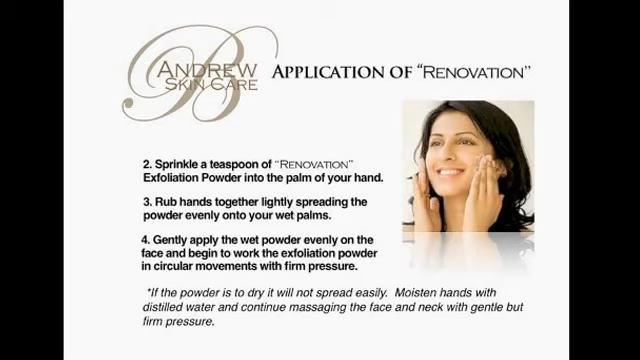 B
ANDREW
SKIN CARE
APPLICATION OF “RENOVATION”
2. Sprinkle a teaspoon of “RENOVATION”
Exfoliation Powder into the palm of your hand.
3. Rub hands together lightly spreading the
powder evenly onto your wet palms.
4. Gently apply the wet powder evenly on the
face and begin to work the exfoliation powder
in circular movements with firm pressure.
*If the powder is to dry it will not spread easily. Moisten hands with
distilled water and continue massaging the face and neck with gentle but
firm pressure.